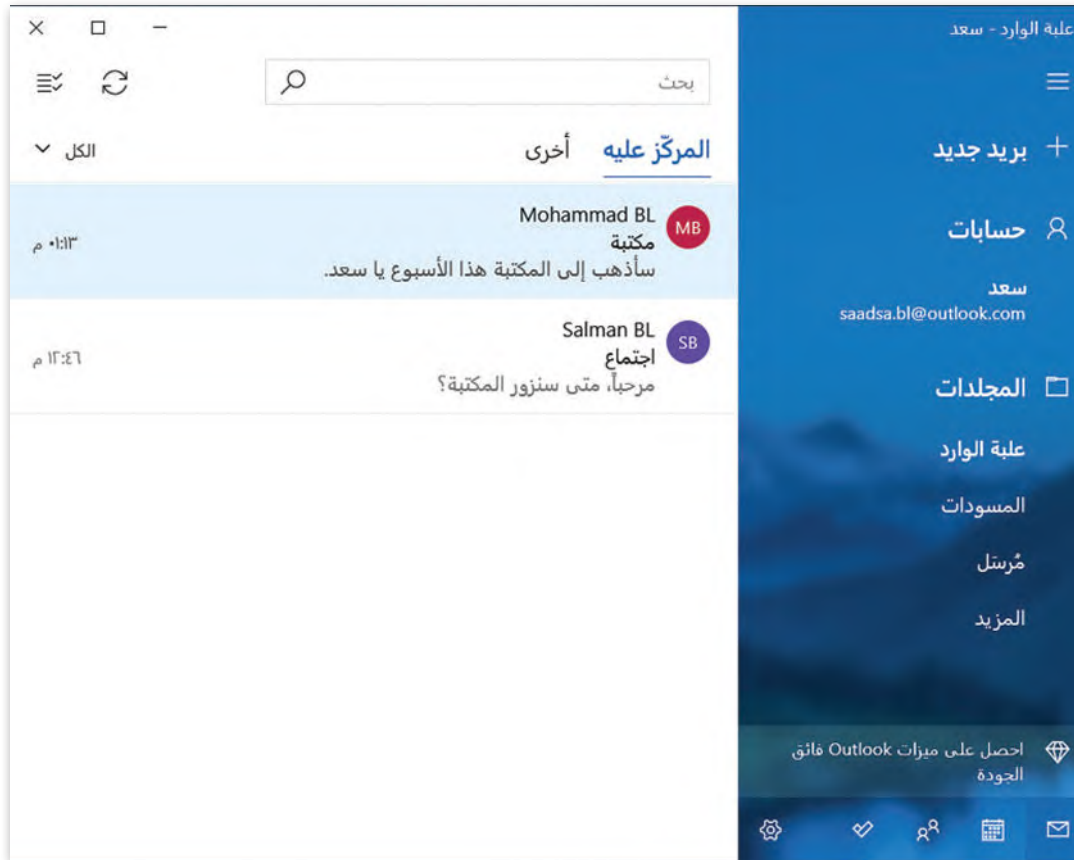 علبة الوارد - سعد
بريد جديد
حسابات
سعد
saadsa.bl@outlook.com
المجلدات
علبة الوارد
المسودات
مُرسَل
المزيد
احصل على ميزات Outlook فائق
الجودة
بحث
المركّز عليه أخرى الكل
MB
Mohammad BL
مكتبة
٠١:١٣ م
سأذهب إلى المكتبة هذا الأسبوع يا سعد.
SB
Salman BL
اجتماع
١٢:٤٦ م
مرحباً، متى سنزور المكتبة؟